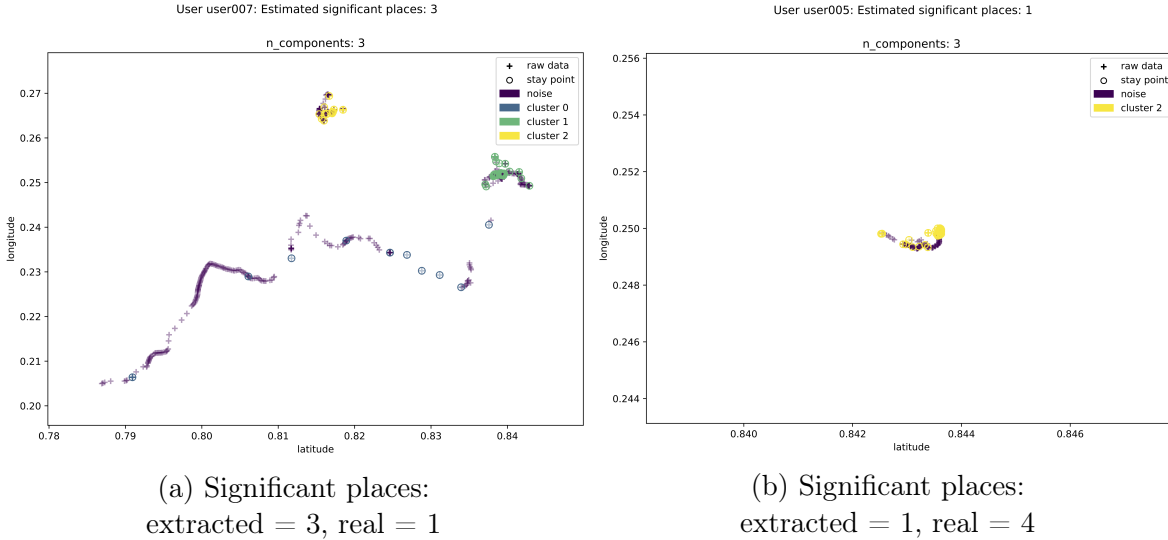 User user007: Estimated significant places: 3
n_components: 3
raw data
stay point
noise
cluster 0
cluster 1
cluster 2
longitude
0.27
0.26
0.25
0.24
0.23
0.22
0.21
0.20
0.78
0.79
0.80
0.81
0.82
0.83
0.84
latitude
(a) Significant places:
extracted = 3, real = 1
User user005: Estimated significant places: 1
n_components: 3
raw data
stay point
noise
cluster 2
longitude
0.256
0.254
0.252
0.250
0.248
0.246
0.244
0.840
0.842
0.844
0.846
latitude
(b) Significant places:
extracted = 1, real = 4